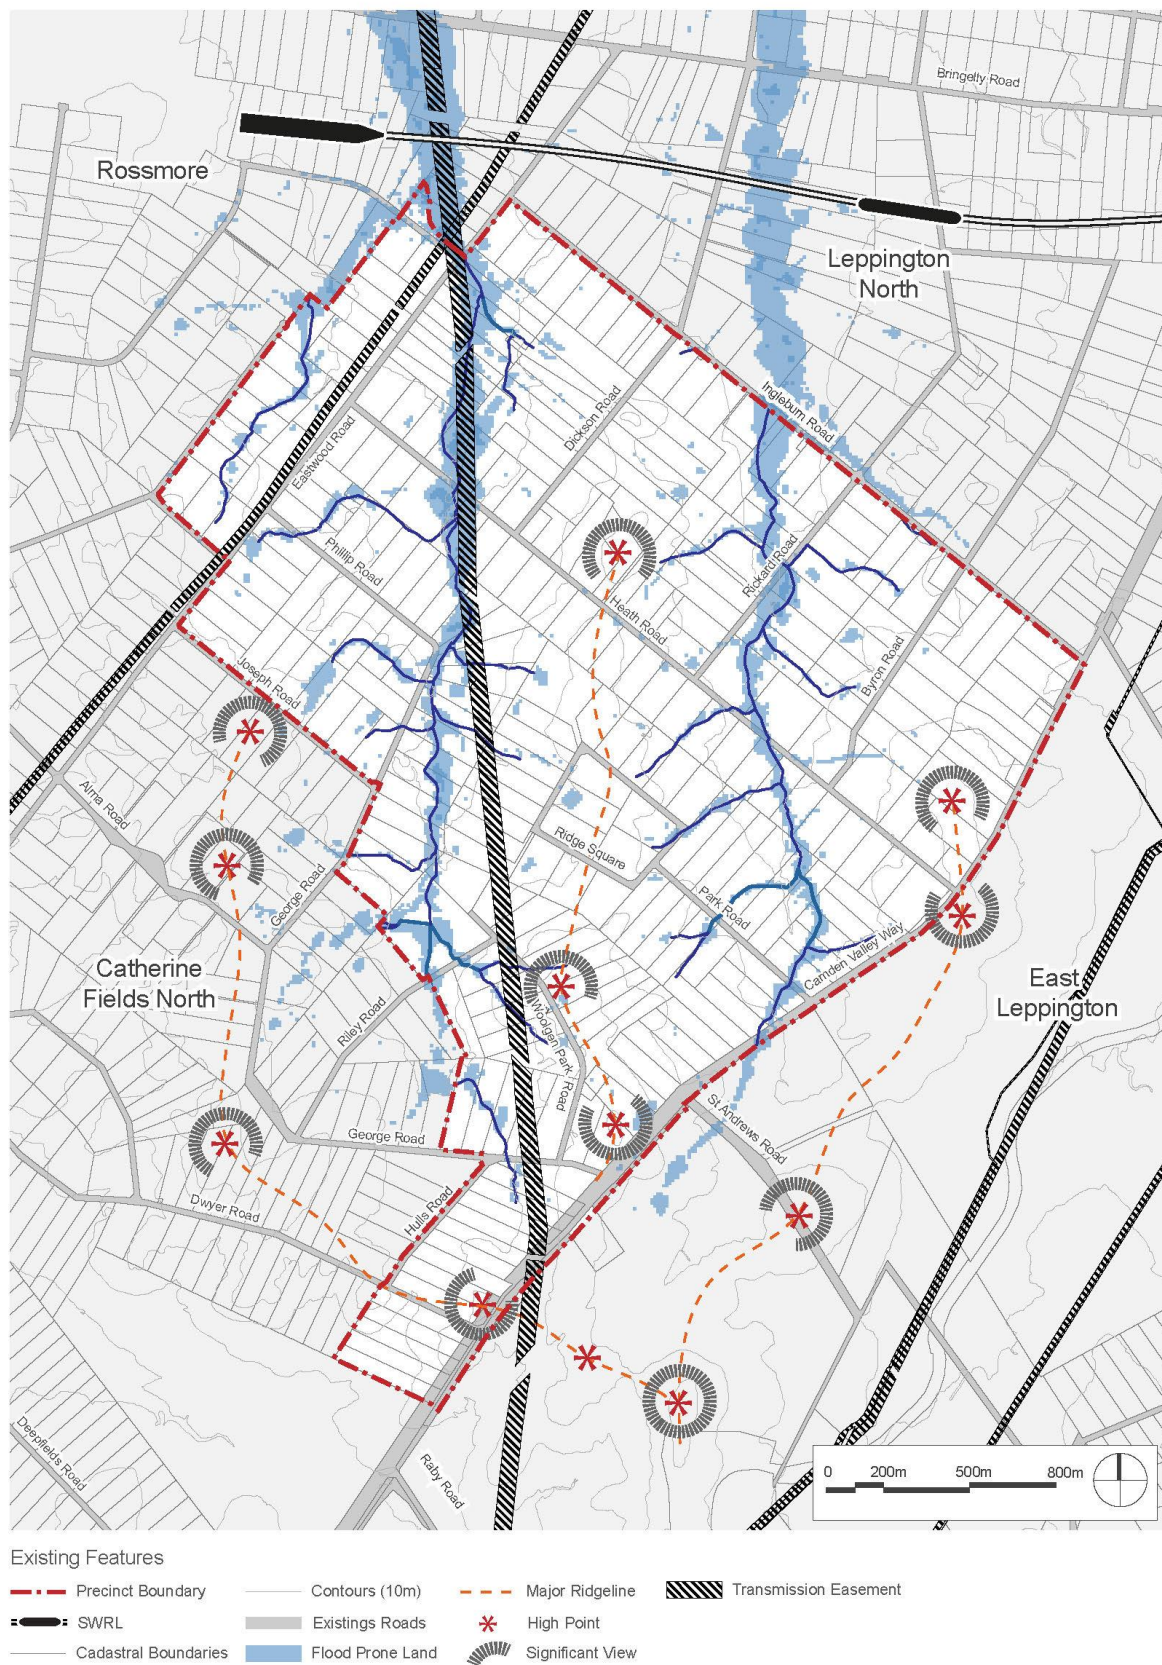 Bringelly Road
Rossmore
Leppington
North
Ingleburn Road
Dickson Road
Eastwood Road
Phillip Road
Rickard Road
Heath Road
Byron Road
Joseph Road
Alma Road
Ridge Square
George Road
Park Road
Camden Valley Way
Catherine
Fields North
East
Leppington
Riley Road
Woolgen Park Road
St Andrews Road
George Road
Dwyer Road
Hulls Road
Deepfields Road
Raby Road
0 200m 500m 800m
Existing Features
Precinct Boundary
Contours (10m)
Major Ridgeline
Transmission Easement
SWRL
Existings Roads
High Point
Cadastral Boundaries
Flood Prone Land
Significant View